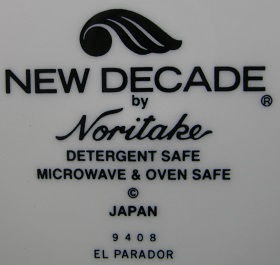 NEW DECADE ®
by
Noritake
DETERGENT SAFE
MICROWAVE & OVEN SAFE
©
JAPAN
9408
EL PARADOR